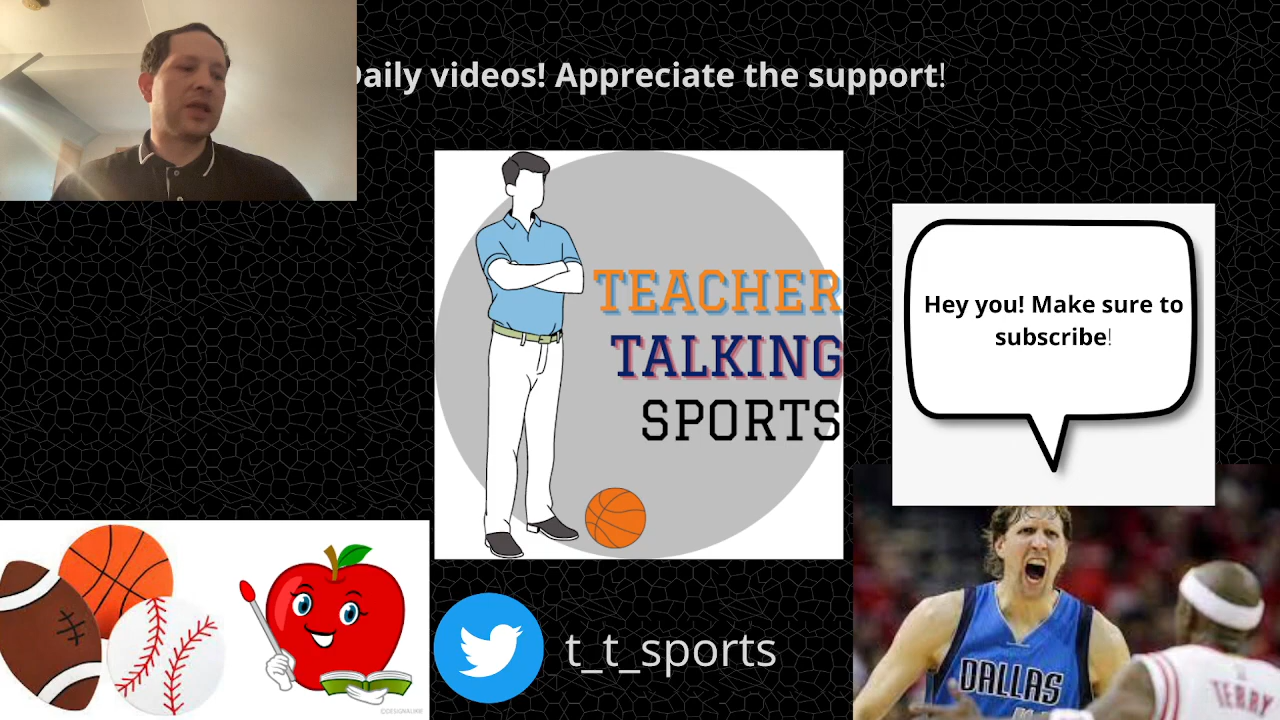 Daily videos! Appreciate the support!
TEACHER
TALKING
SPORTS
Hey you! Make sure to
subscribe!
DALLAS
TERRY
t_t_sports